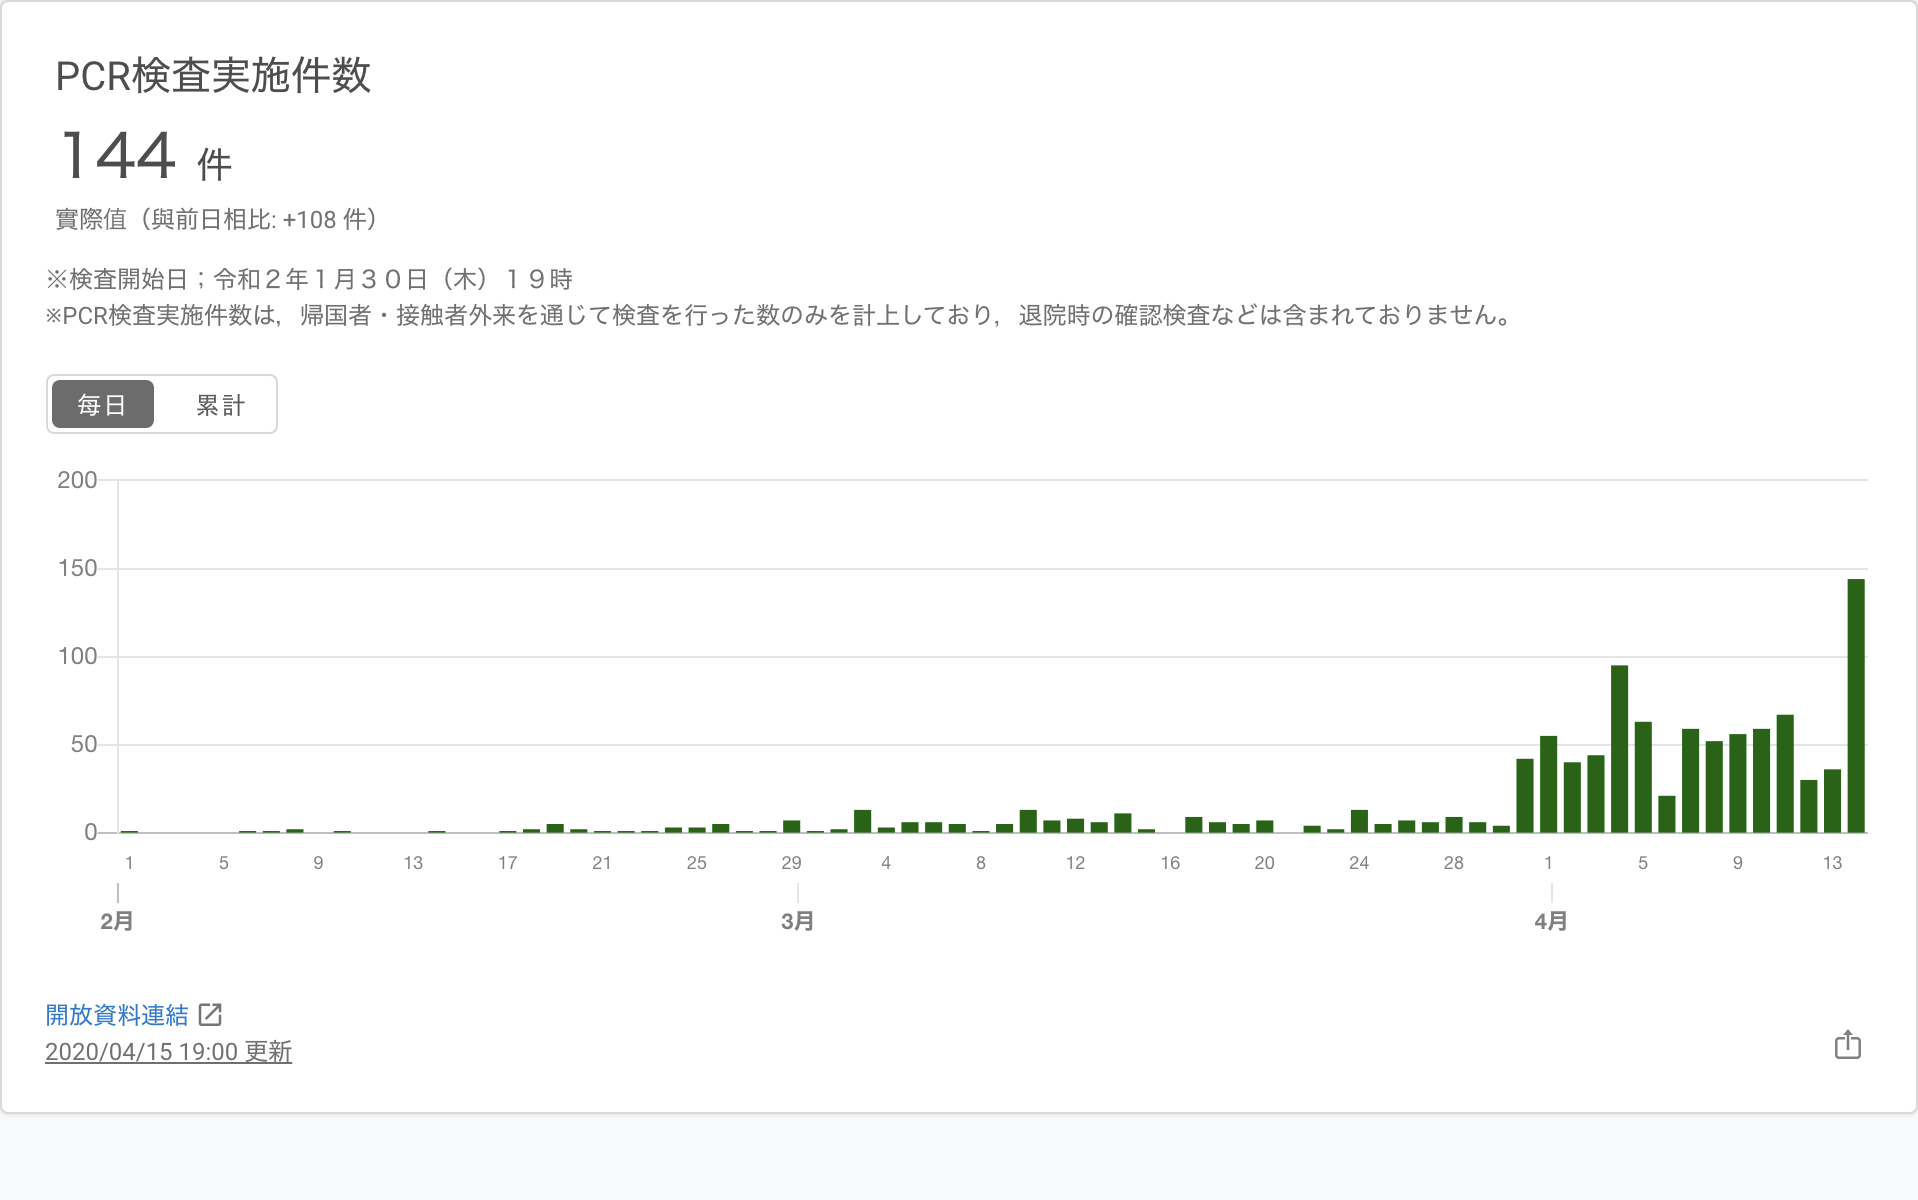 PCR検査実施件数
144 件
實際值（與前日相比: +108 件）
※検査開始日；令和２年１月３０日（木）１９時
※PCR検査実施件数は，帰国者・接触者外来を通じて検査を行った数のみを計上しており，退院時の確認検査などは含まれておりません。
每日 累計
200
150
100
50
0
1 5 9 13 17 21 25 29 4 8 12 16 20 24 28 1 5 9 13
2月 3月 4月
開放資料連結
2020/04/15 19:00 更新